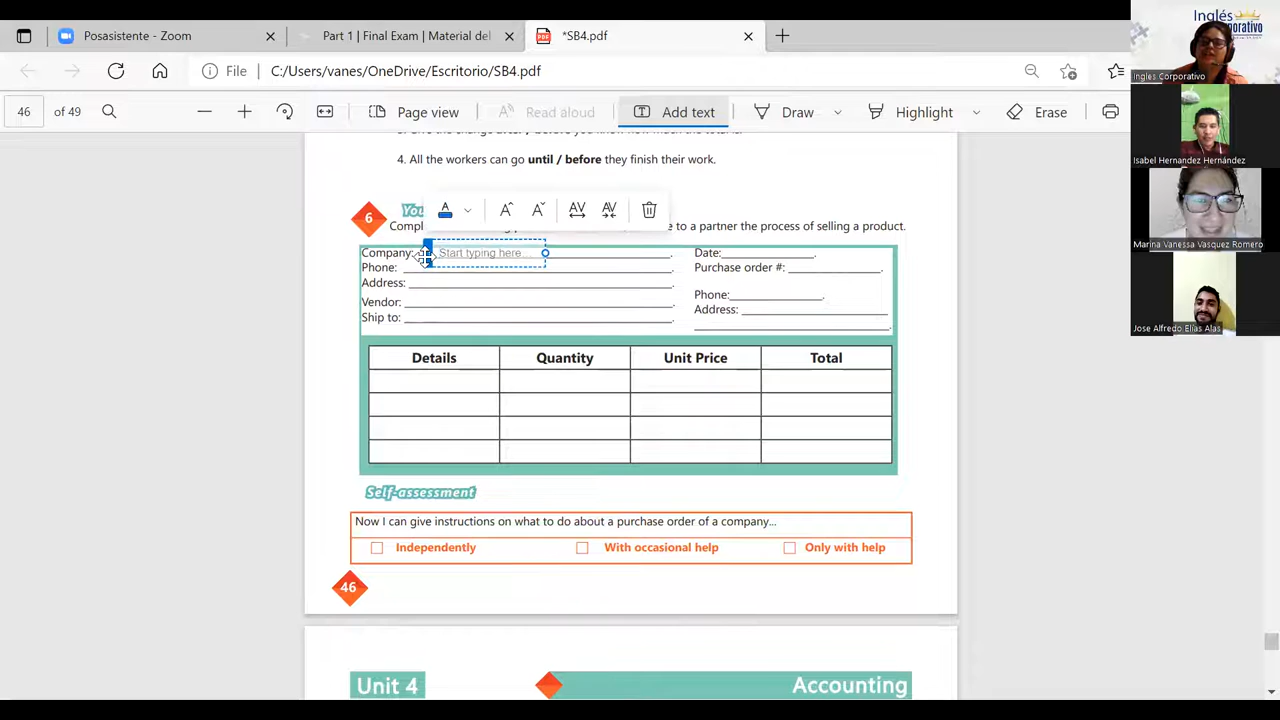 Posasistente - Zoom
Part 1 | Final Exam | Material del
*SB4.pdf
File C:/Users/vanes/OneDrive/Escritorio/SB4.pdf
46 of 49
Page view
Read aloud
Add text
Draw
Highlight
Erase
4. All the workers can go until / before they finish their work.
6
You
Compl
e to a partner the process of selling a product.
Company: Start typing here... Date:
Phone: Purchase order #:
Address:
Phone:
Vendor: Address:
Ship to:
Details Quantity Unit Price Total
Self-assessment
Now I can give instructions on what to do about a purchase order of a company...
Independently With occasional help Only with help
46
Unit 4 Accounting
Inglés
Ingles Corporativo
Isabel Hernandez Hernández
Marina Vanessa Vasquez Romero
Jose Alfredo Elias Alas